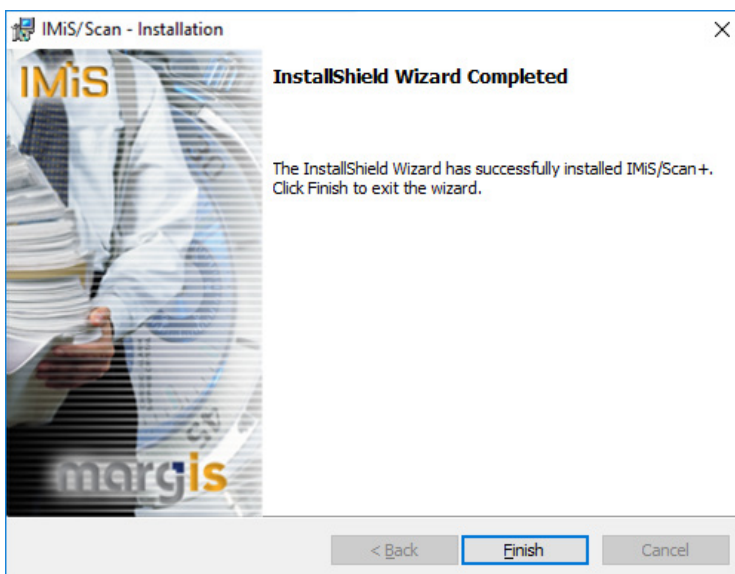 IMiS/Scan - Installation
IMiS
InstallShield Wizard Completed
The InstallShield Wizard has successfully installed IMiS/Scan+.
Click Finish to exit the wizard.
margis
< Back
Finish
Cancel